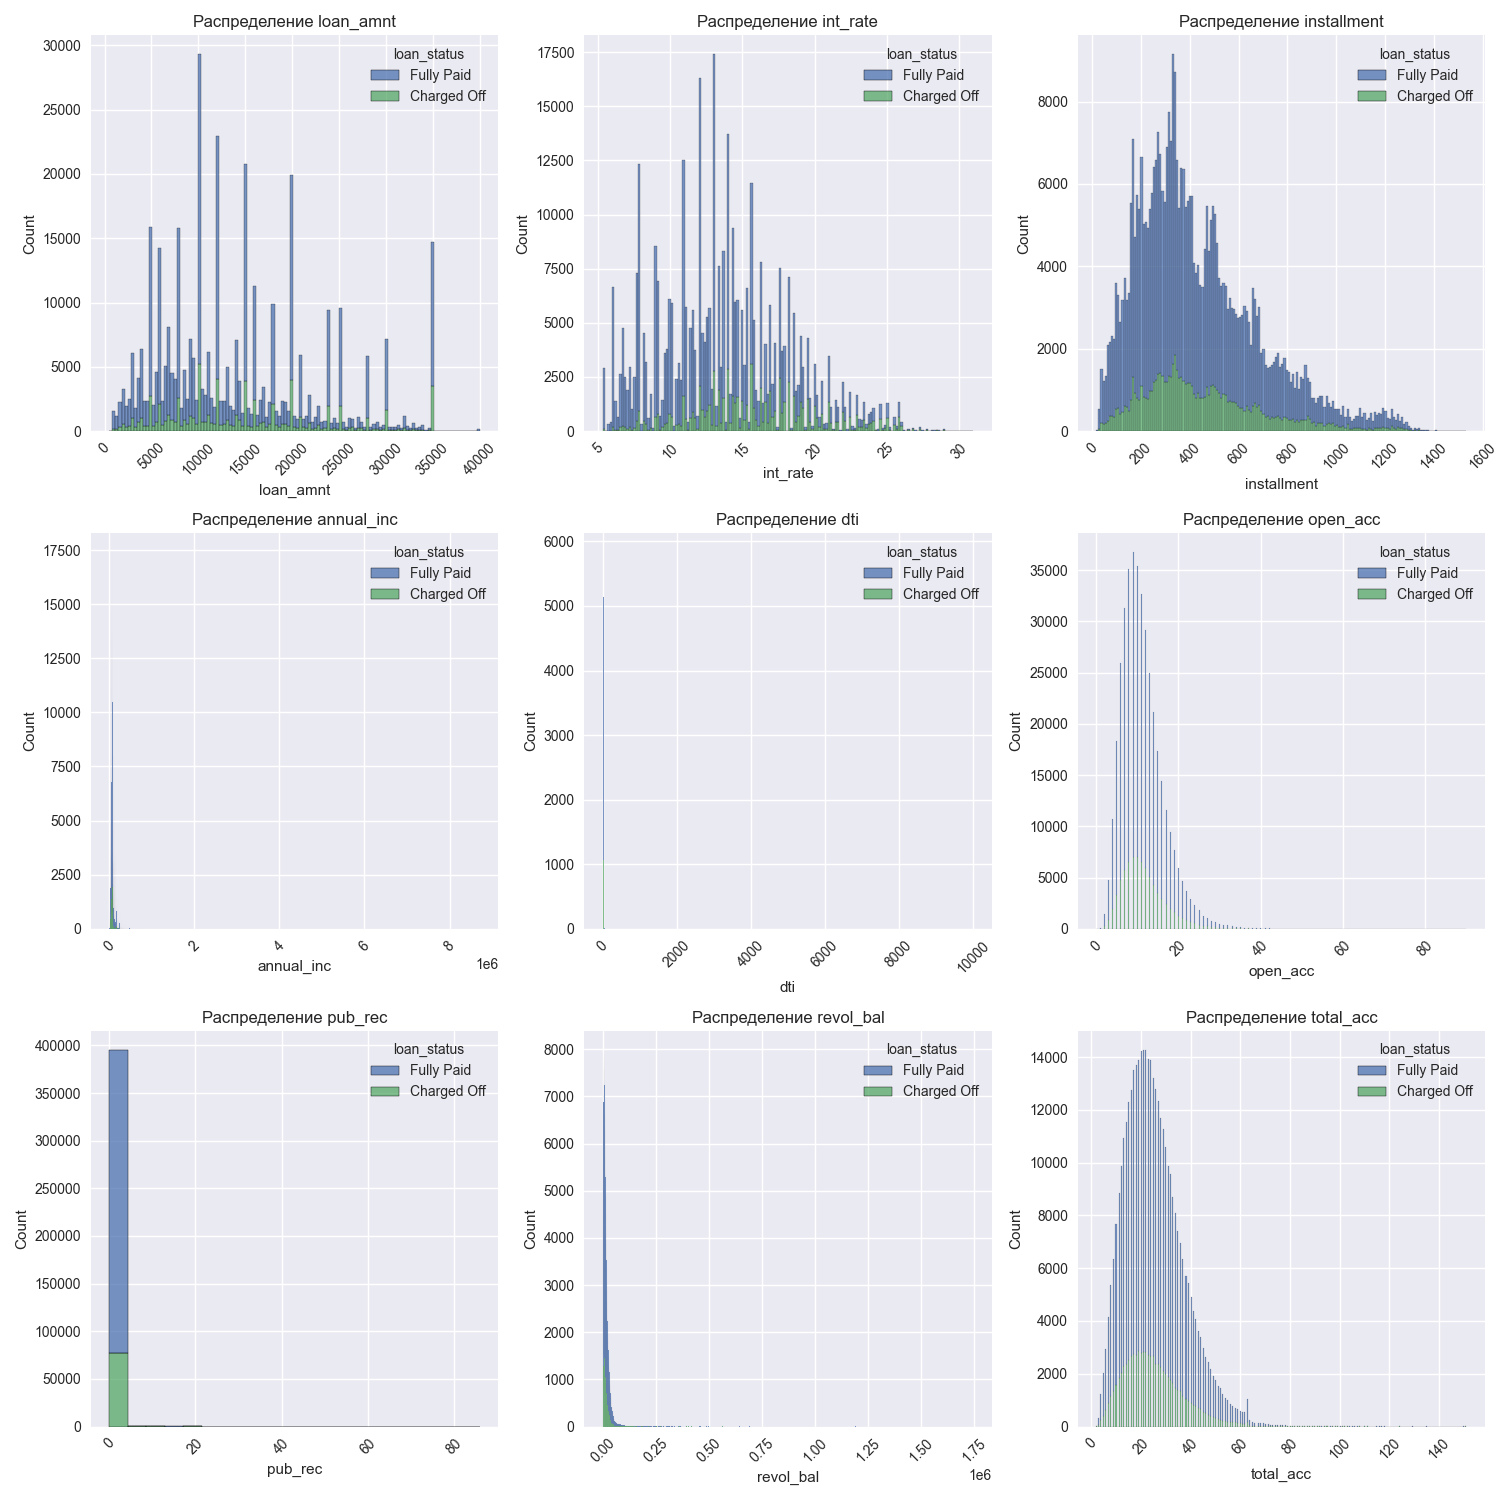 Распределение loan_amnt
30000
25000
20000
15000
10000
5000
0
Count
loan_status
Fully Paid
Charged Off
0
5000
10000
15000
20000
25000
30000
35000
40000
loan_amnt
Распределение int_rate
17500
15000
12500
10000
7500
5000
2500
0
Count
loan_status
Fully Paid
Charged Off
5
10
15
20
25
30
int_rate
Распределение installment
8000
6000
4000
2000
0
Count
loan_status
Fully Paid
Charged Off
0
200
400
600
800
1000
1200
1400
1600
installment
Распределение annual_inc
17500
15000
12500
10000
7500
5000
2500
0
Count
loan_status
Fully Paid
Charged Off
0
2
4
6
8
1e6
annual_inc
Распределение dti
6000
5000
4000
3000
2000
1000
0
Count
loan_status
Fully Paid
Charged Off
0
2000
4000
6000
8000
10000
dti
Распределение open_acc
35000
30000
25000
20000
15000
10000
5000
0
Count
loan_status
Fully Paid
Charged Off
0
20
40
60
80
open_acc
Распределение pub_rec
400000
350000
300000
250000
200000
150000
100000
50000
0
Count
loan_status
Fully Paid
Charged Off
0
20
40
60
80
pub_rec
Распределение revol_bal
8000
7000
6000
5000
4000
3000
2000
1000
0
Count
loan_status
Fully Paid
Charged Off
0.00
0.25
0.50
0.75
1.00
1.25
1.50
1.75
1e6
revol_bal
Распределение total_acc
14000
12000
10000
8000
6000
4000
2000
0
Count
loan_status
Fully Paid
Charged Off
0
20
40
60
80
100
120
140
total_acc